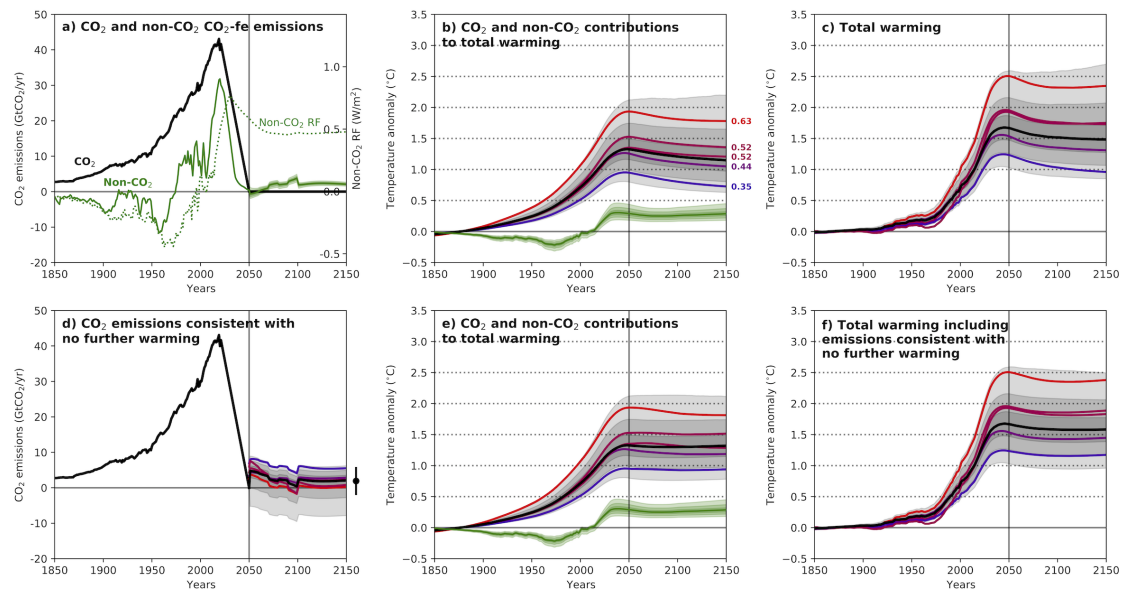 a) CO₂ and non-CO₂ CO₂-fe emissions
CO₂ emissions (GtCO₂/yr)
50
40
30
20
10
0
-10
-20
1.0
0.5
0.0
-0.5
Non-CO₂ RF (W/m²)
Non-CO₂ RF
CO₂
Non-CO₂
1850 1900 1950 2000 2050 2100 2150
Years
b) CO₂ and non-CO₂ contributions
to total warming
Temperature anomaly (°C)
3.5
3.0
2.5
2.0
1.5
1.0
0.5
0.0
−0.5
0.63
0.52
0.52
0.44
0.35
1850 1900 1950 2000 2050 2100 2150
Years
c) Total warming
Temperature anomaly (°C)
3.5
3.0
2.5
2.0
1.5
1.0
0.5
0.0
−0.5
1850 1900 1950 2000 2050 2100 2150
Years
d) CO₂ emissions consistent with
no further warming
CO₂ emissions (GtCO₂/yr)
50
40
30
20
10
0
-10
-20
1850 1900 1950 2000 2050 2100 2150
Years
e) CO₂ and non-CO₂ contributions
to total warming
Temperature anomaly (°C)
3.5
3.0
2.5
2.0
1.5
1.0
0.5
0.0
−0.5
1850 1900 1950 2000 2050 2100 2150
Years
f) Total warming including
emissions consistent with
no further warming
Temperature anomaly (°C)
3.5
3.0
2.5
2.0
1.5
1.0
0.5
0.0
−0.5
1850 1900 1950 2000 2050 2100 2150
Years